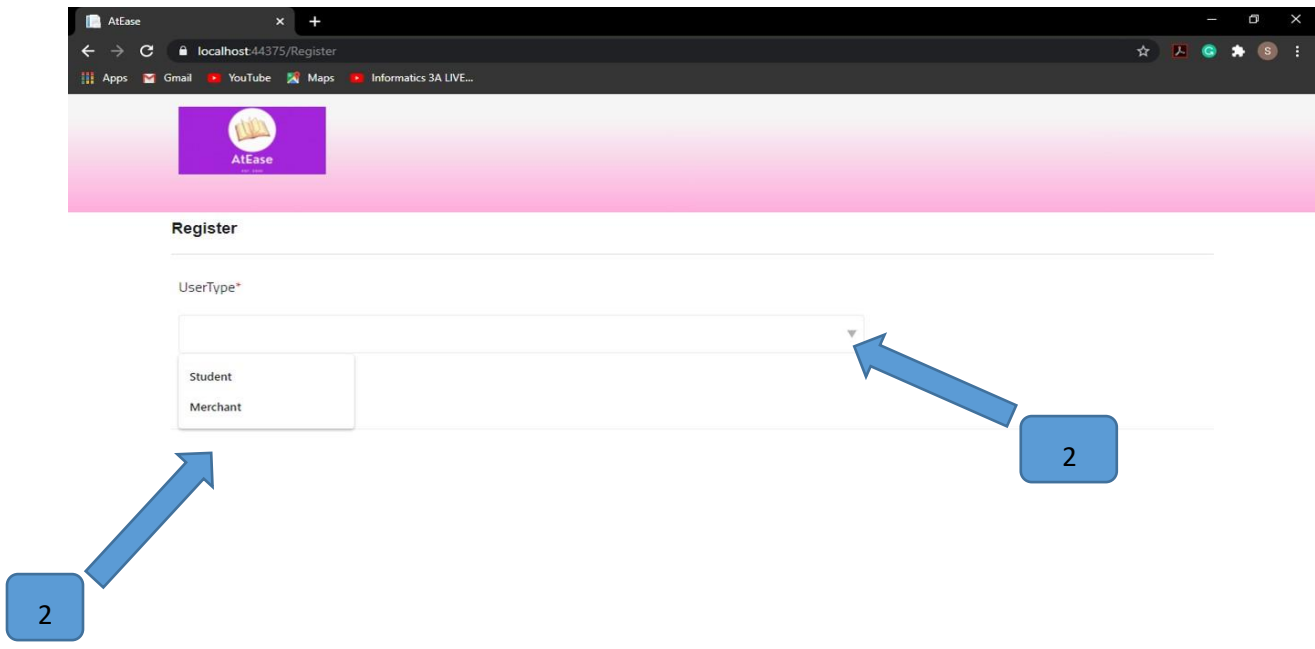 AtEase
localhost:44375/Register
S
Apps Gmail YouTube Maps Informatics 3A LIVE...
AtEase
Register
UserType*
Student
Merchant
2
2